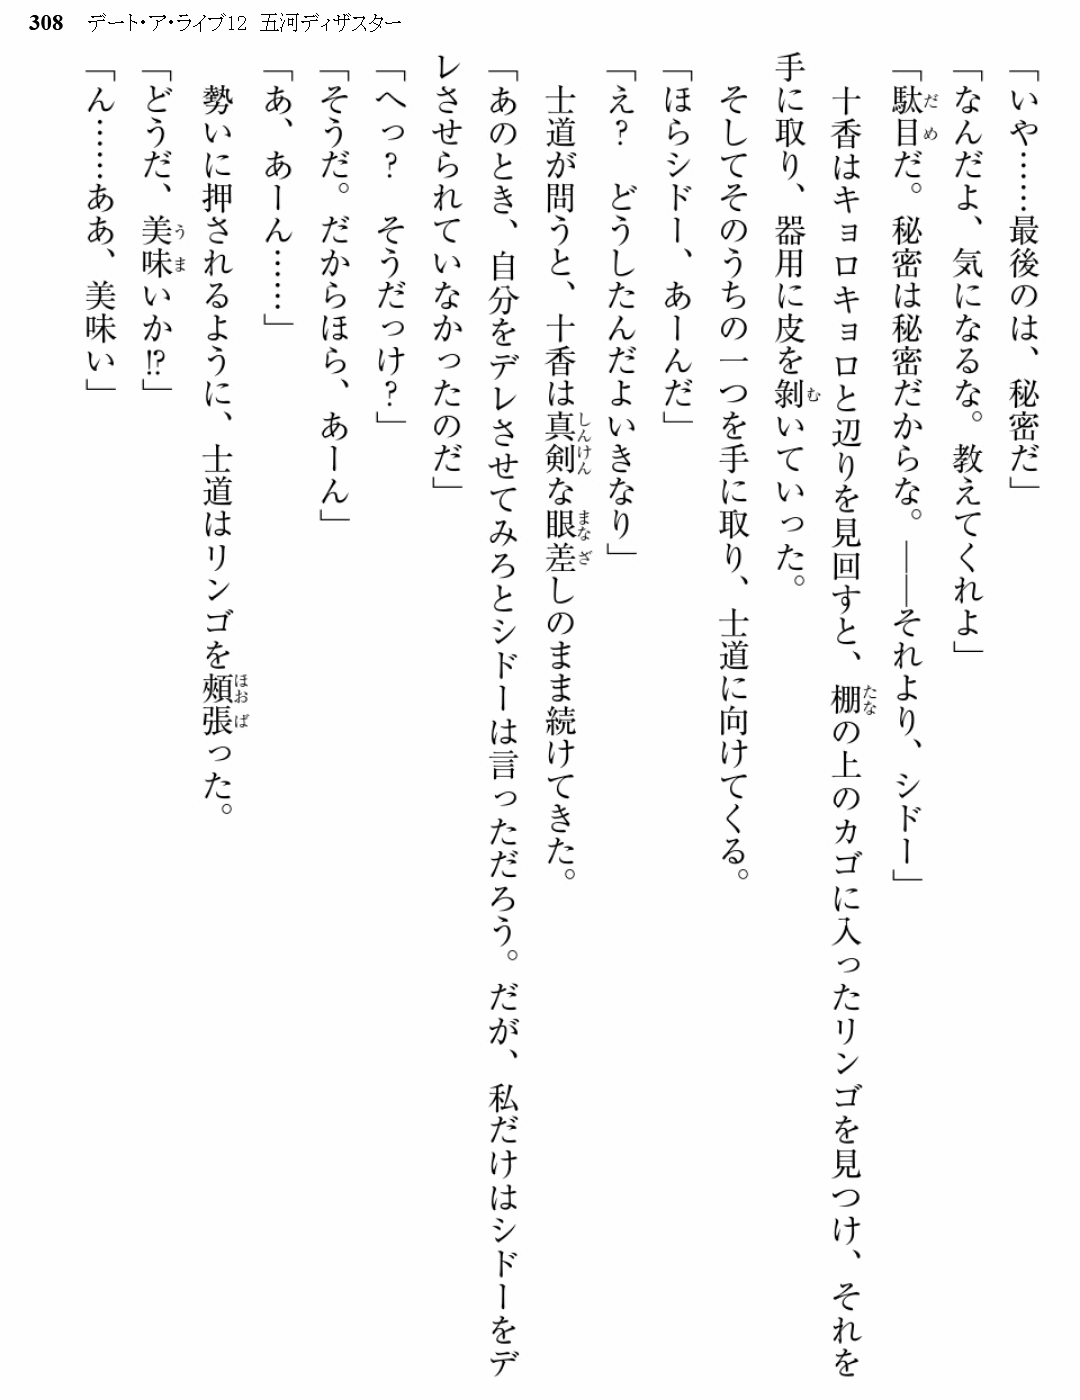 308 デート・ア・ライブ12 五河ディザスター
「いや……最後のは、秘密だ」
「なんだよ、気になるな。教えてくれよ」
「駄目だ。秘密は秘密だからな。――それより、シドー」
十香はキョロキョロと辺りを見回すと、棚の上のカゴに入ったリンゴを見つけ、それを
手に取り、器用に皮を剝いていった。
そしてそのうちの一つを手に取り、士道に向けてくる。
「ほらシドー、あーんだ」
「え？　どうしたんだよいきなり」
士道が問うと、十香は真剣な眼差しのまま続けてきた。
「あのとき、自分をデレさせてみろとシドーは言っただろう。だが、私だけはシドーをデ
レさせられていなかったのだ」
「へっ？　そうだっけ？」
「そうだ。だからほら、あーん」
「あ、あーん……」
勢いに押されるように、士道はリンゴを頰張った。
「どうだ、美味いか!?」
「ん……ああ、美味い」